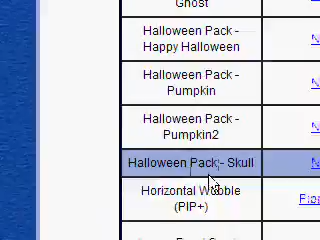 Ghost
Halloween Pack -
Happy Halloween
Halloween Pack -
Pumpkin
Halloween Pack -
Pumpkin2
Halloween Pack - Skull
Horizontal Wobble
(PIP+)